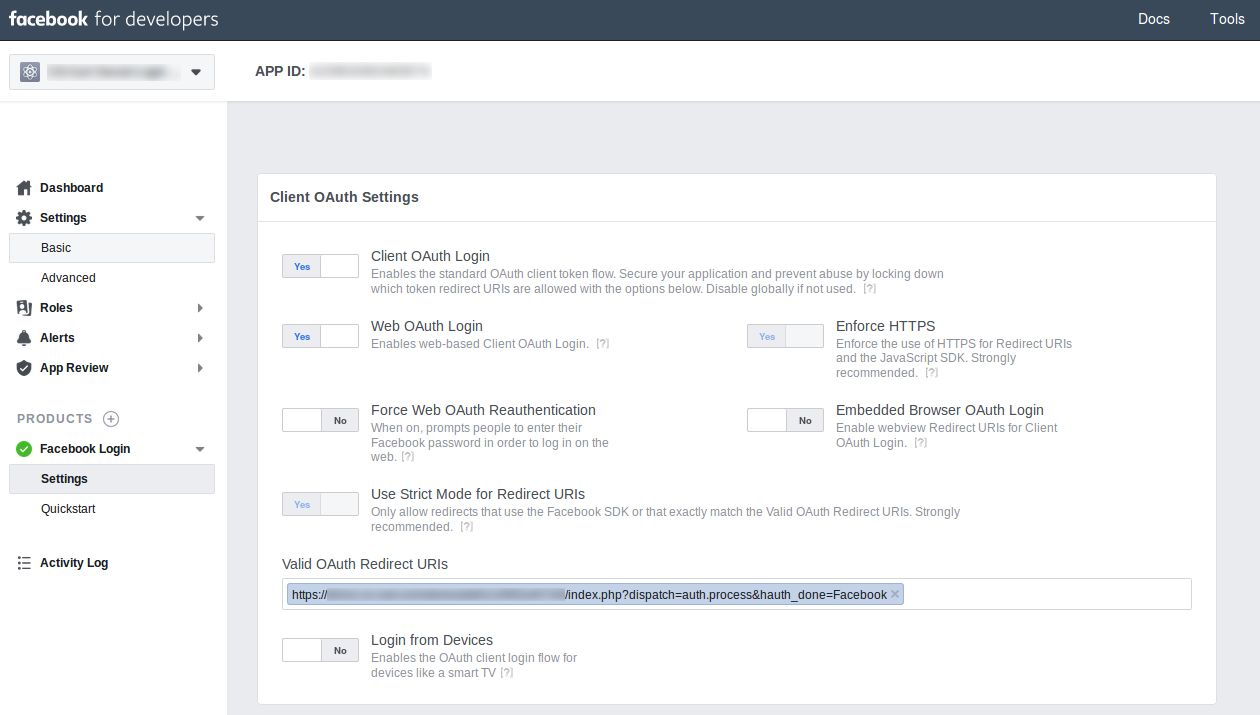 facebook for developers
Docs
Tools
APP ID:
Dashboard
Settings
Basic
Advanced
Roles
Alerts
App Review
PRODUCTS
Facebook Login
Settings
Quickstart
Activity Log
Client OAuth Settings
Yes
Client OAuth Login
Enables the standard OAuth client token flow. Secure your application and prevent abuse by locking down
which token redirect URIs are allowed with the options below. Disable globally if not used. [?]
Yes
Web OAuth Login
Enables web-based Client OAuth Login. [?]
Yes
Enforce HTTPS
Enforce the use of HTTPS for Redirect URIs
and the JavaScript SDK. Strongly
recommended. [?]
No
Force Web OAuth Reauthentication
When on, prompts people to enter their
Facebook password in order to log in on the
web. [?]
No
Embedded Browser OAuth Login
Enable webview Redirect URIs for Client
OAuth Login. [?]
Yes
Use Strict Mode for Redirect URIs
Only allow redirects that use the Facebook SDK or that exactly match the Valid OAuth Redirect URIs. Strongly
recommended. [?]
Valid OAuth Redirect URIs
https:// /index.php?dispatch=auth.process&hauth_done=Facebook ×
No
Login from Devices
Enables the OAuth client login flow for
devices like a smart TV [?]